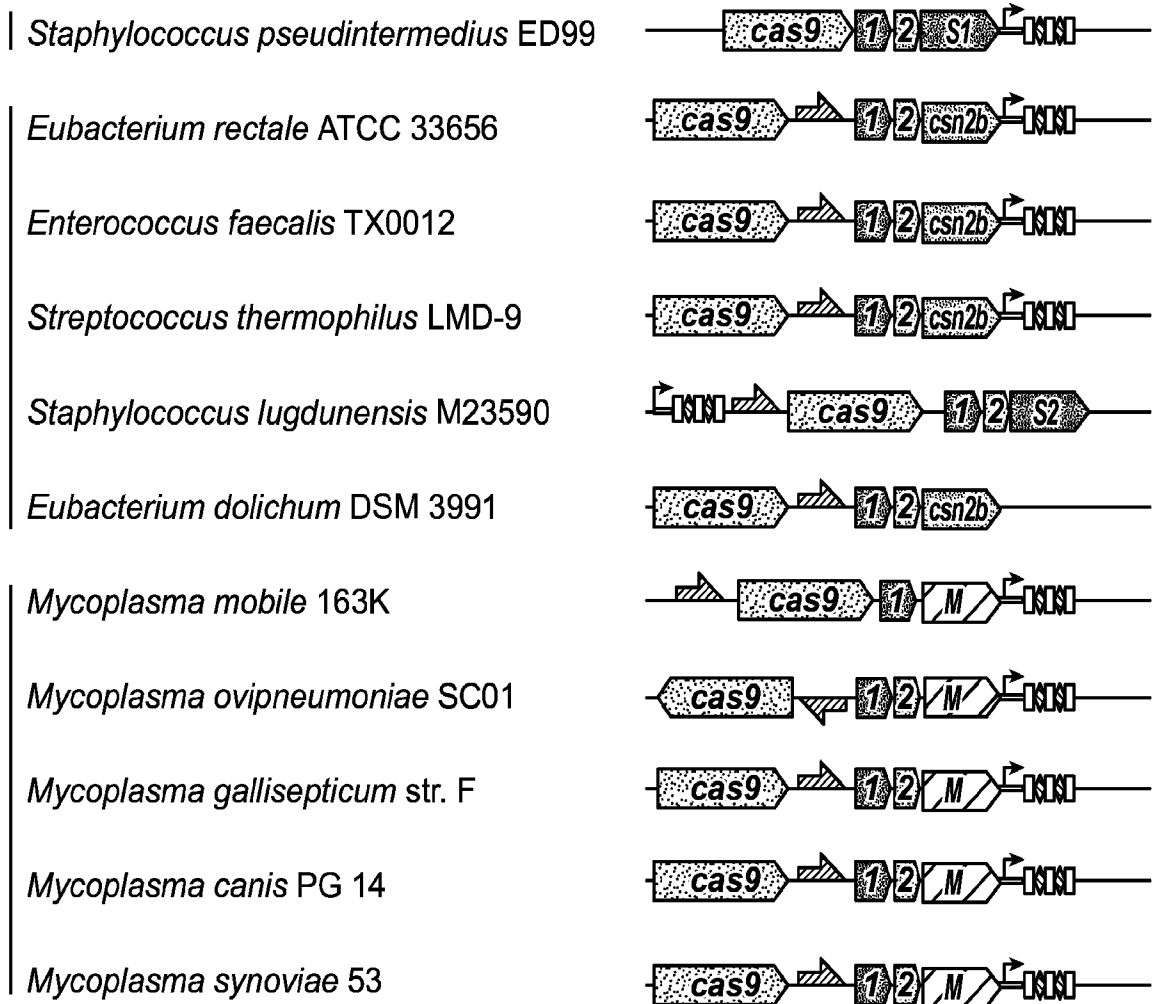 Staphylococcus pseudintermedius ED99 cas9 1 2 S1
Eubacterium rectale ATCC 33656 cas9 1 2 csn2b
Enterococcus faecalis TX0012 cas9 1 2 csn2b
Streptococcus thermophilus LMD-9 cas9 1 2 csn2b
Staphylococcus lugdunensis M23590 cas9 1 2 S2
Eubacterium dolichum DSM 3991 cas9 1 2 csn2b
Mycoplasma mobile 163K cas9 1 M
Mycoplasma ovipneumoniae SC01 cas9 1 2 M
Mycoplasma gallisepticum str. F cas9 1 2 M
Mycoplasma canis PG 14 cas9 1 2 M
Mycoplasma synoviae 53 cas9 1 2 M